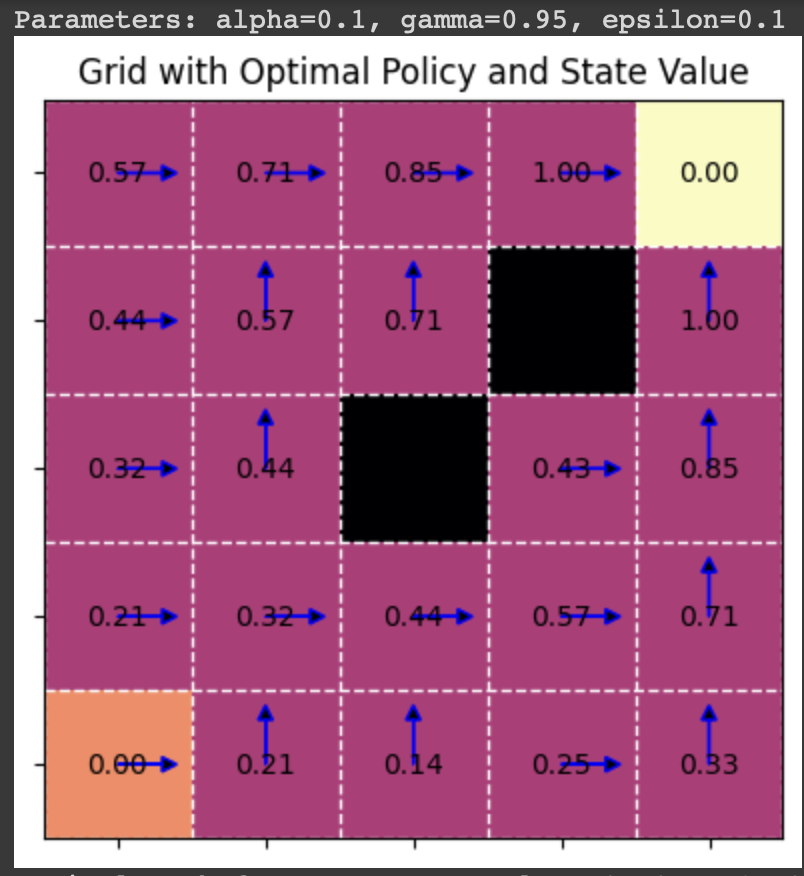 Parameters: alpha=0.1, gamma=0.95, epsilon=0.1
Grid with Optimal Policy and State Value
0.57 0.71 0.85 1.00 0.00
0.44 0.57 0.71 1.00
0.32 0.44 0.43 0.85
0.21 0.32 0.44 0.57 0.71
0.00 0.21 0.14 0.25 0.33